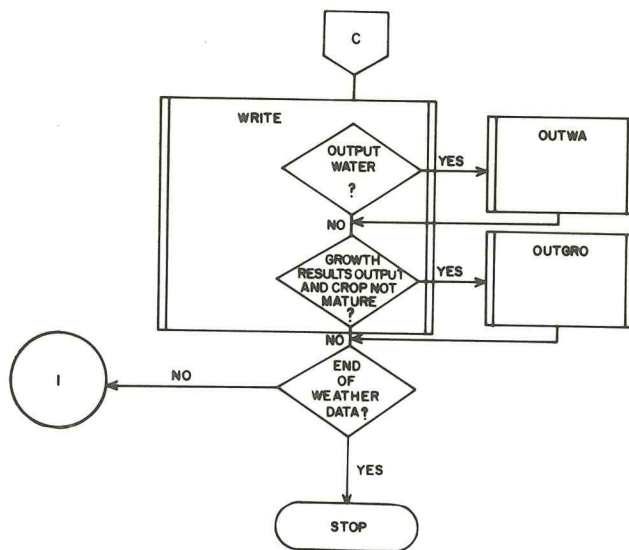 C
WRITE
OUTPUT
WATER
?
YES
OUTWA
NO
GROWTH
RESULTS OUTPUT
AND CROP NOT
MATURE
?
YES
OUTGRO
NO
END
OF
WEATHER
DATA?
NO
I
YES
STOP